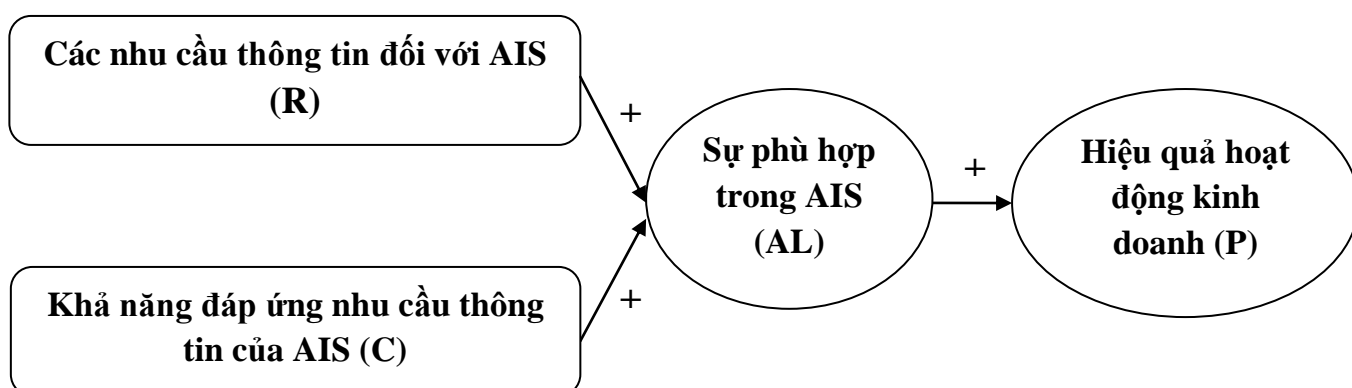 Các nhu cầu thông tin đối với AIS
(R)
+
Sự phù hợp
trong AIS
(AL)
+
Hiệu quả hoạt
động kinh
doanh (P)
Khả năng đáp ứng nhu cầu thông
tin của AIS (C)
+